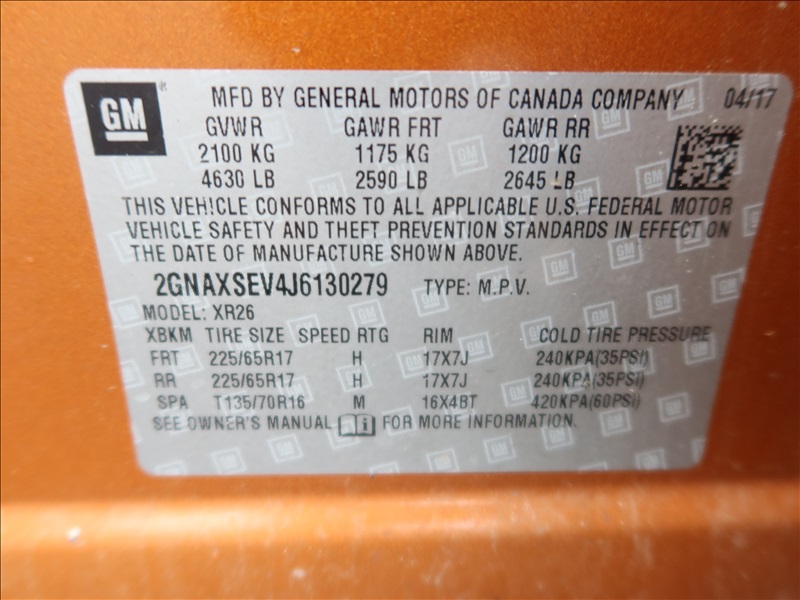 GM
MFD BY GENERAL MOTORS OF CANADA COMPANY 04/17
GVWR GAWR FRT GAWR RR
2100 KG 1175 KG 1200 KG
4630 LB 2590 LB 2645 LB
THIS VEHICLE CONFORMS TO ALL APPLICABLE U.S. FEDERAL MOTOR
VEHICLE SAFETY AND THEFT PREVENTION STANDARDS IN EFFECT ON
THE DATE OF MANUFACTURE SHOWN ABOVE.
2GNAXSEV4J6130279 TYPE: M.P.V.
MODEL: XR26
XBKM TIRE SIZE SPEED RTG RIM COLD TIRE PRESSURE
FRT 225/65R17 H 17X7J 240KPA(35PSI)
RR 225/65R17 H 17X7J 240KPA(35PSI)
SPA T135/70R16 M 16X4BT 420KPA(60PSI)
SEE OWNER'S MANUAL i FOR MORE INFORMATION.